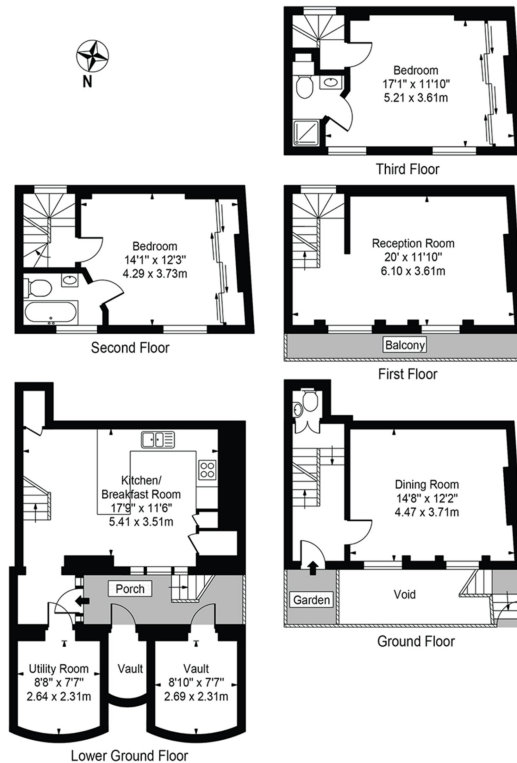 N
Bedroom
17'1" x 11'10"
5.21 x 3.61m
Third Floor
Bedroom
14'1" x 12'3"
4.29 x 3.73m
Second Floor
Reception Room
20' x 11'10"
6.10 x 3.61m
Balcony
First Floor
Kitchen/
Breakfast Room
17'9" x 11'6"
5.41 x 3.51m
Porch
Utility Room
8'8" x 7'7"
2.64 x 2.31m
Vault
Vault
8'10" x 7'7"
2.69 x 2.31m
Lower Ground Floor
Dining Room
14'8" x 12'2"
4.47 x 3.71m
Garden
Void
Ground Floor